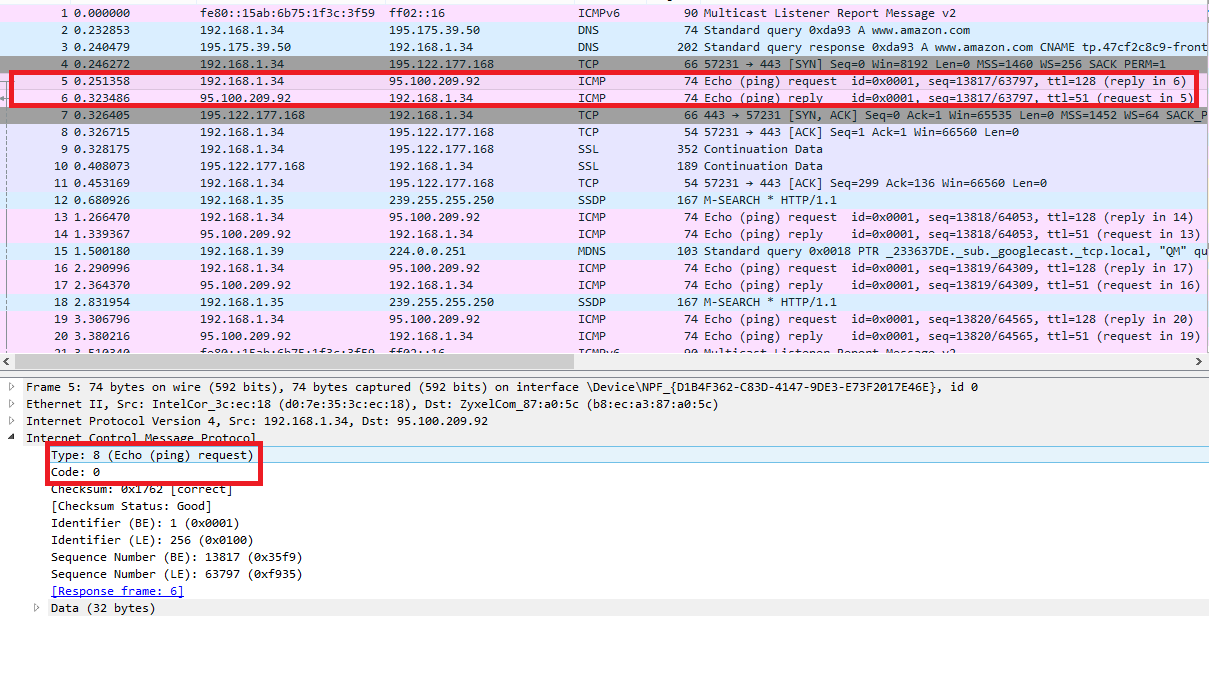 1 0.000000 fe80::15ab:6b75:1f3c:3f59 ff02::16 ICMPv6 90 Multicast Listener Report Message v2
2 0.232853 192.168.1.34 195.175.39.50 DNS 74 Standard query 0xda93 A www.amazon.com
3 0.240479 195.175.39.50 192.168.1.34 DNS 202 Standard query response 0xda93 A www.amazon.com CNAME tp.47cf2c8c9-front
4 0.246272 192.168.1.34 195.122.177.168 TCP 66 57231 → 443 [SYN] Seq=0 Win=8192 Len=0 MSS=1460 WS=256 SACK_PERM=1
5 0.251358 192.168.1.34 95.100.209.92 ICMP 74 Echo (ping) request id=0x0001, seq=13817/63797, ttl=128 (reply in 6)
6 0.323486 95.100.209.92 192.168.1.34 ICMP 74 Echo (ping) reply id=0x0001, seq=13817/63797, ttl=51 (request in 5)
7 0.326405 195.122.177.168 192.168.1.34 TCP 66 443 → 57231 [SYN, ACK] Seq=0 Ack=1 Win=65535 Len=0 MSS=1452 WS=64 SACK_P
8 0.326715 192.168.1.34 195.122.177.168 TCP 54 57231 → 443 [ACK] Seq=1 Ack=1 Win=66560 Len=0
9 0.328175 192.168.1.34 195.122.177.168 SSL 352 Continuation Data
10 0.408073 195.122.177.168 192.168.1.34 SSL 189 Continuation Data
11 0.453169 192.168.1.34 195.122.177.168 TCP 54 57231 → 443 [ACK] Seq=299 Ack=136 Win=66560 Len=0
12 0.680926 192.168.1.34 239.255.255.250 SSDP 167 M-SEARCH * HTTP/1.1
13 1.266470 192.168.1.34 95.100.209.92 ICMP 74 Echo (ping) request id=0x0001, seq=13818/64053, ttl=128 (reply in 14)
14 1.339367 95.100.209.92 192.168.1.34 ICMP 74 Echo (ping) reply id=0x0001, seq=13818/64053, ttl=51 (request in 13)
15 1.500180 192.168.1.39 224.0.0.251 MDNS 103 Standard query 0x0018 PTR _233637DE._sub._googlecast._tcp.local, "QM" qu
16 2.290996 192.168.1.34 95.100.209.92 ICMP 74 Echo (ping) request id=0x0001, seq=13819/64309, ttl=128 (reply in 17)
17 2.364370 95.100.209.92 192.168.1.34 ICMP 74 Echo (ping) reply id=0x0001, seq=13819/64309, ttl=51 (request in 16)
18 2.831954 192.168.1.35 239.255.255.250 SSDP 167 M-SEARCH * HTTP/1.1
19 3.306796 192.168.1.34 95.100.209.92 ICMP 74 Echo (ping) request id=0x0001, seq=13820/64565, ttl=128 (reply in 20)
20 3.380216 95.100.209.92 192.168.1.34 ICMP 74 Echo (ping) reply id=0x0001, seq=13820/64565, ttl=51 (request in 19)
21 3.510340 fe80::15ab:6b75:1f3c:3f59 ff02::16 ICMPv6 90 Multicast Listener Report Message v2
Frame 5: 74 bytes on wire (592 bits), 74 bytes captured (592 bits) on interface \Device\NPF_{D1B4F362-C83D-4147-9DE3-E73F2017E46E}, id 0
Ethernet II, Src: IntelCor_3c:ec:18 (d0:7e:35:3c:ec:18), Dst: ZyxelCom_87:a0:5c (b8:ec:a3:87:a0:5c)
Internet Protocol Version 4, Src: 192.168.1.34, Dst: 95.100.209.92
Internet Control Message Protocol
Type: 8 (Echo (ping) request)
Code: 0
Checksum: 0x1762 [correct]
[Checksum Status: Good]
Identifier (BE): 1 (0x0001)
Identifier (LE): 256 (0x0100)
Sequence Number (BE): 13817 (0x35f9)
Sequence Number (LE): 63797 (0xf935)
[Response frame: 6]
Data (32 bytes)